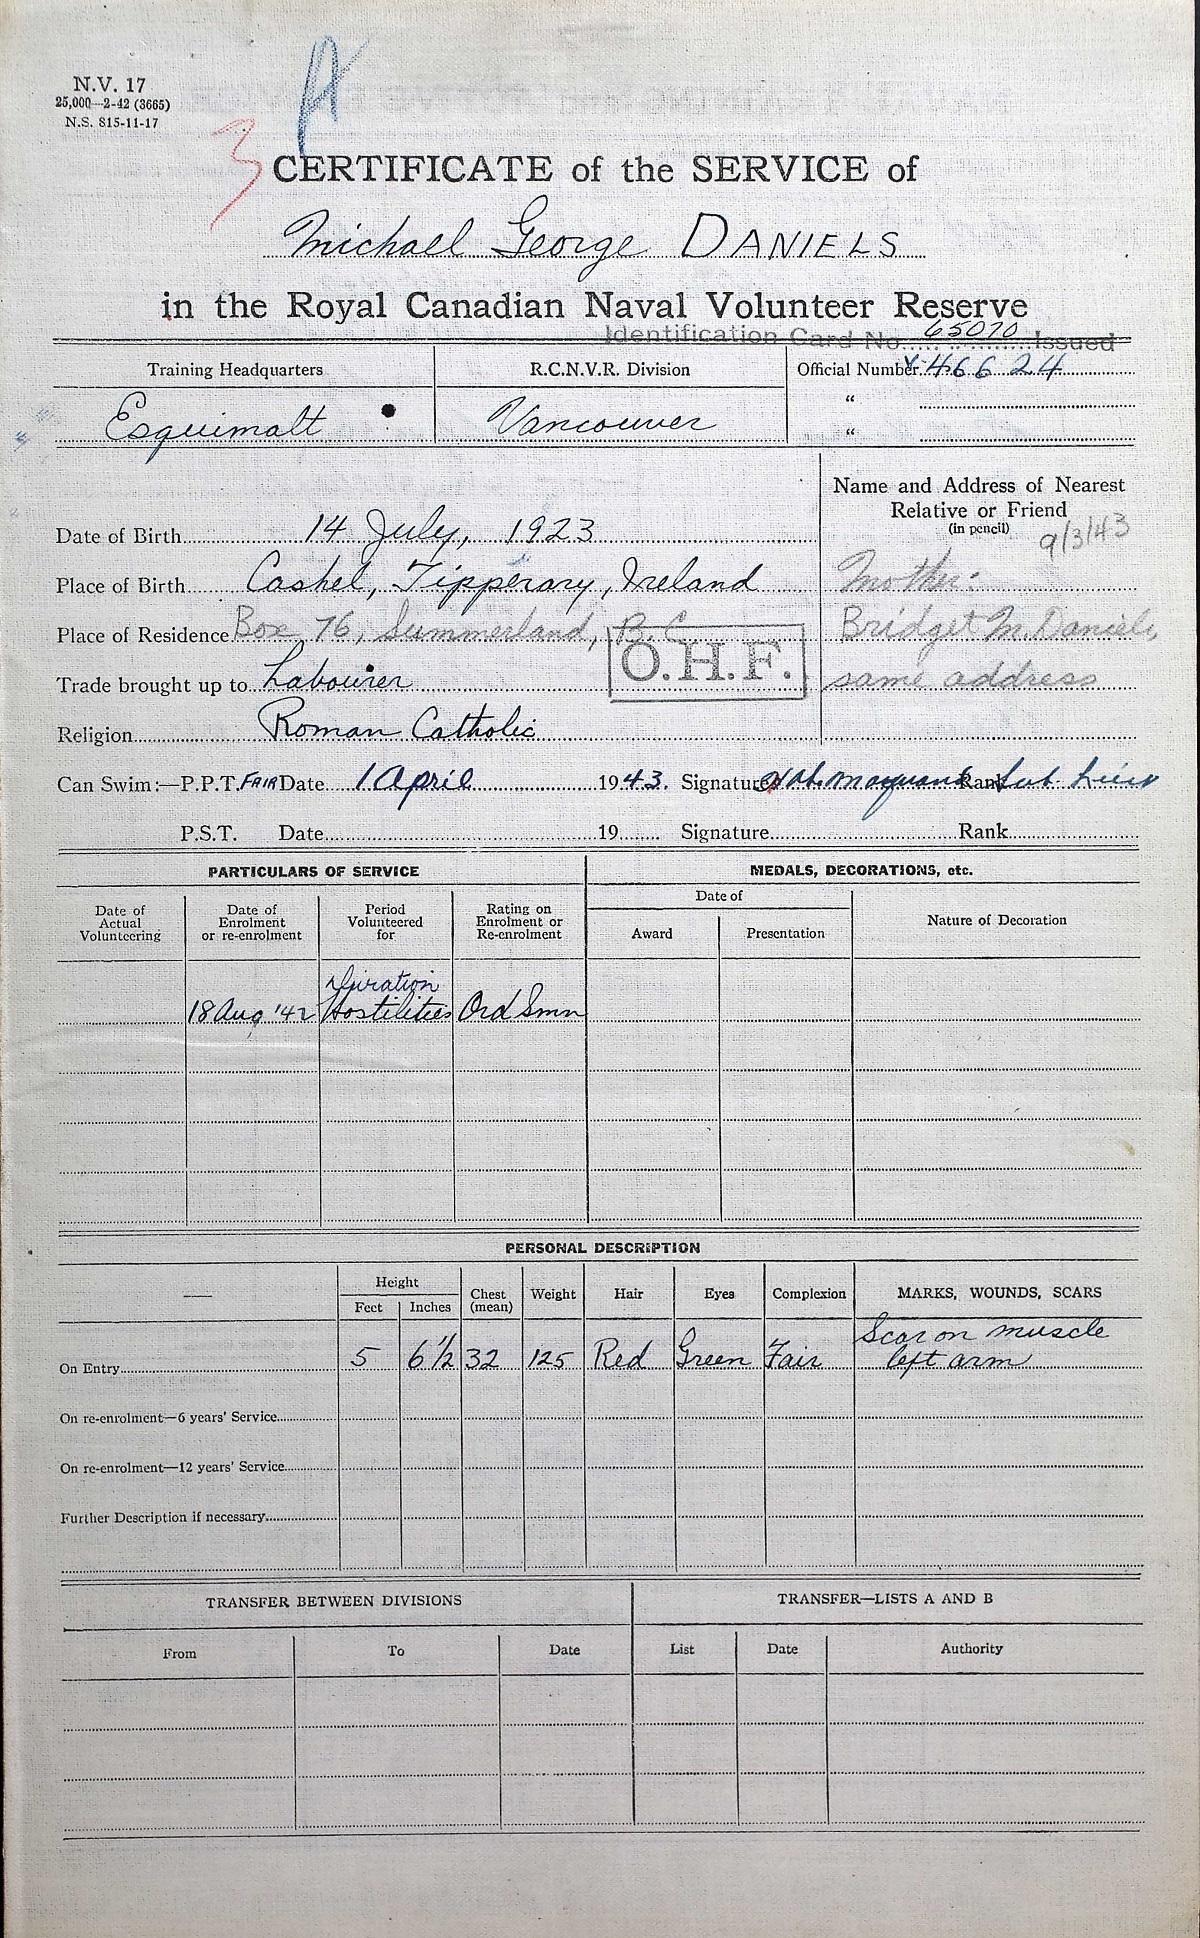 A
N.V. 17
25,000—2-42 (3665)
N.S. 815-11-17
3
CERTIFICATE of the SERVICE of
Michael George DANIELS
in the Royal Canadian Naval Volunteer Reserve
Identification Card No. 65070 Issued
Training Headquarters R.C.N.V.R. Division Official Number V-46624
Esquimalt Vancouver "
"
Name and Address of Nearest
Relative or Friend
(in pencil) 9/3/43
Date of Birth 14 July, 1923
Place of Birth Cashel, Tipperary, Ireland Mother:
Place of Residence Box 76, Summerland, B.C Bridget M. Daniels,
O.H.F.
Trade brought up to Labourer same address
Religion Roman Catholic
Can Swim:—P.P.T. FAIR Date 1 April 1943. Signature Rank Sub Lieut
P.S.T. Date 19 Signature Rank
PARTICULARS OF SERVICE MEDALS, DECORATIONS, etc.
Date of Actual Volunteering Date of Enrolment or re-enrolment Period Volunteered for Rating on Enrolment or Re-enrolment Date of Nature of Decoration
Award Presentation
Duration
18 Aug '42 Hostilities Ord Smn
PERSONAL DESCRIPTION
— Height Chest (mean) Weight Hair Eyes Complexion MARKS, WOUNDS, SCARS
Feet Inches
Scar on muscle
On Entry 5 6½ 32 125 Red Green Fair left arm
On re-enrolment—6 years' Service
On re-enrolment—12 years' Service
Further Description if necessary
TRANSFER BETWEEN DIVISIONS TRANSFER—LISTS A AND B
From To Date List Date Authority